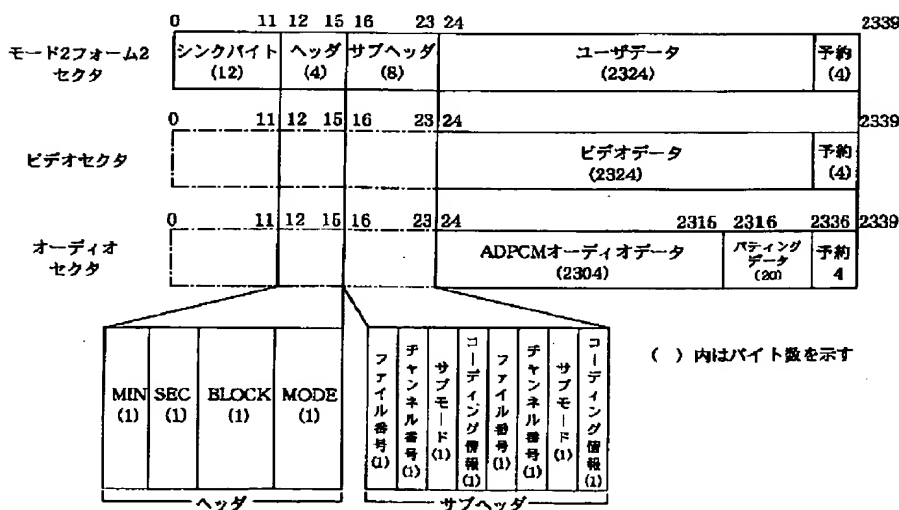 0 11 12 15 16 23 24 2339
モード2フォーム2
セクタ
シンクバイト
(12)
ヘッダ
(4)
サブヘッダ
(8)
ユーザデータ
(2324)
予約
(4)
0 11 12 15 16 23 24 2339
ビデオセクタ
ビデオデータ
(2324)
予約
(4)
0 11 12 15 16 23 24 2315 2316 2336 2339
オーディオ
セクタ
ADPCMオーディオデータ
(2304)
パティング
データ
(20)
予約
4
MIN
(1)
SEC
(1)
BLOCK
(1)
MODE
(1)
ファイル番号(1)
チャンネル番号(1)
サブモード(1)
コーディング情報(1)
ファイル番号(1)
チャンネル番号(1)
サブモード(1)
コーディング情報(1)
( ) 内はバイト数を示す
ヘッダ
サブヘッダ